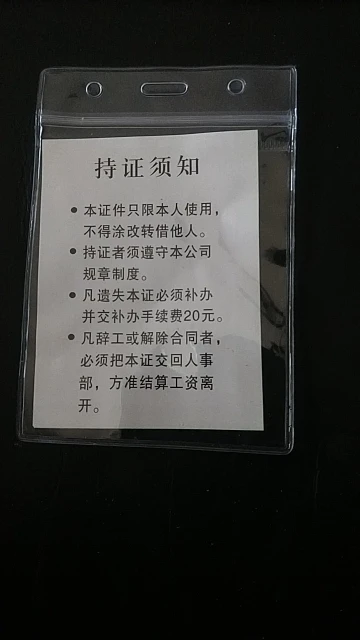 持证须知
● 本证件只限本人使用，
不得涂改转借他人。
● 持证者须遵守本公司
规章制度。
● 凡遗失本证必须补办
并交补办手续费20元。
● 凡辞工或解除合同者，
必须把本证交回人事
部，方准结算工资离
开。